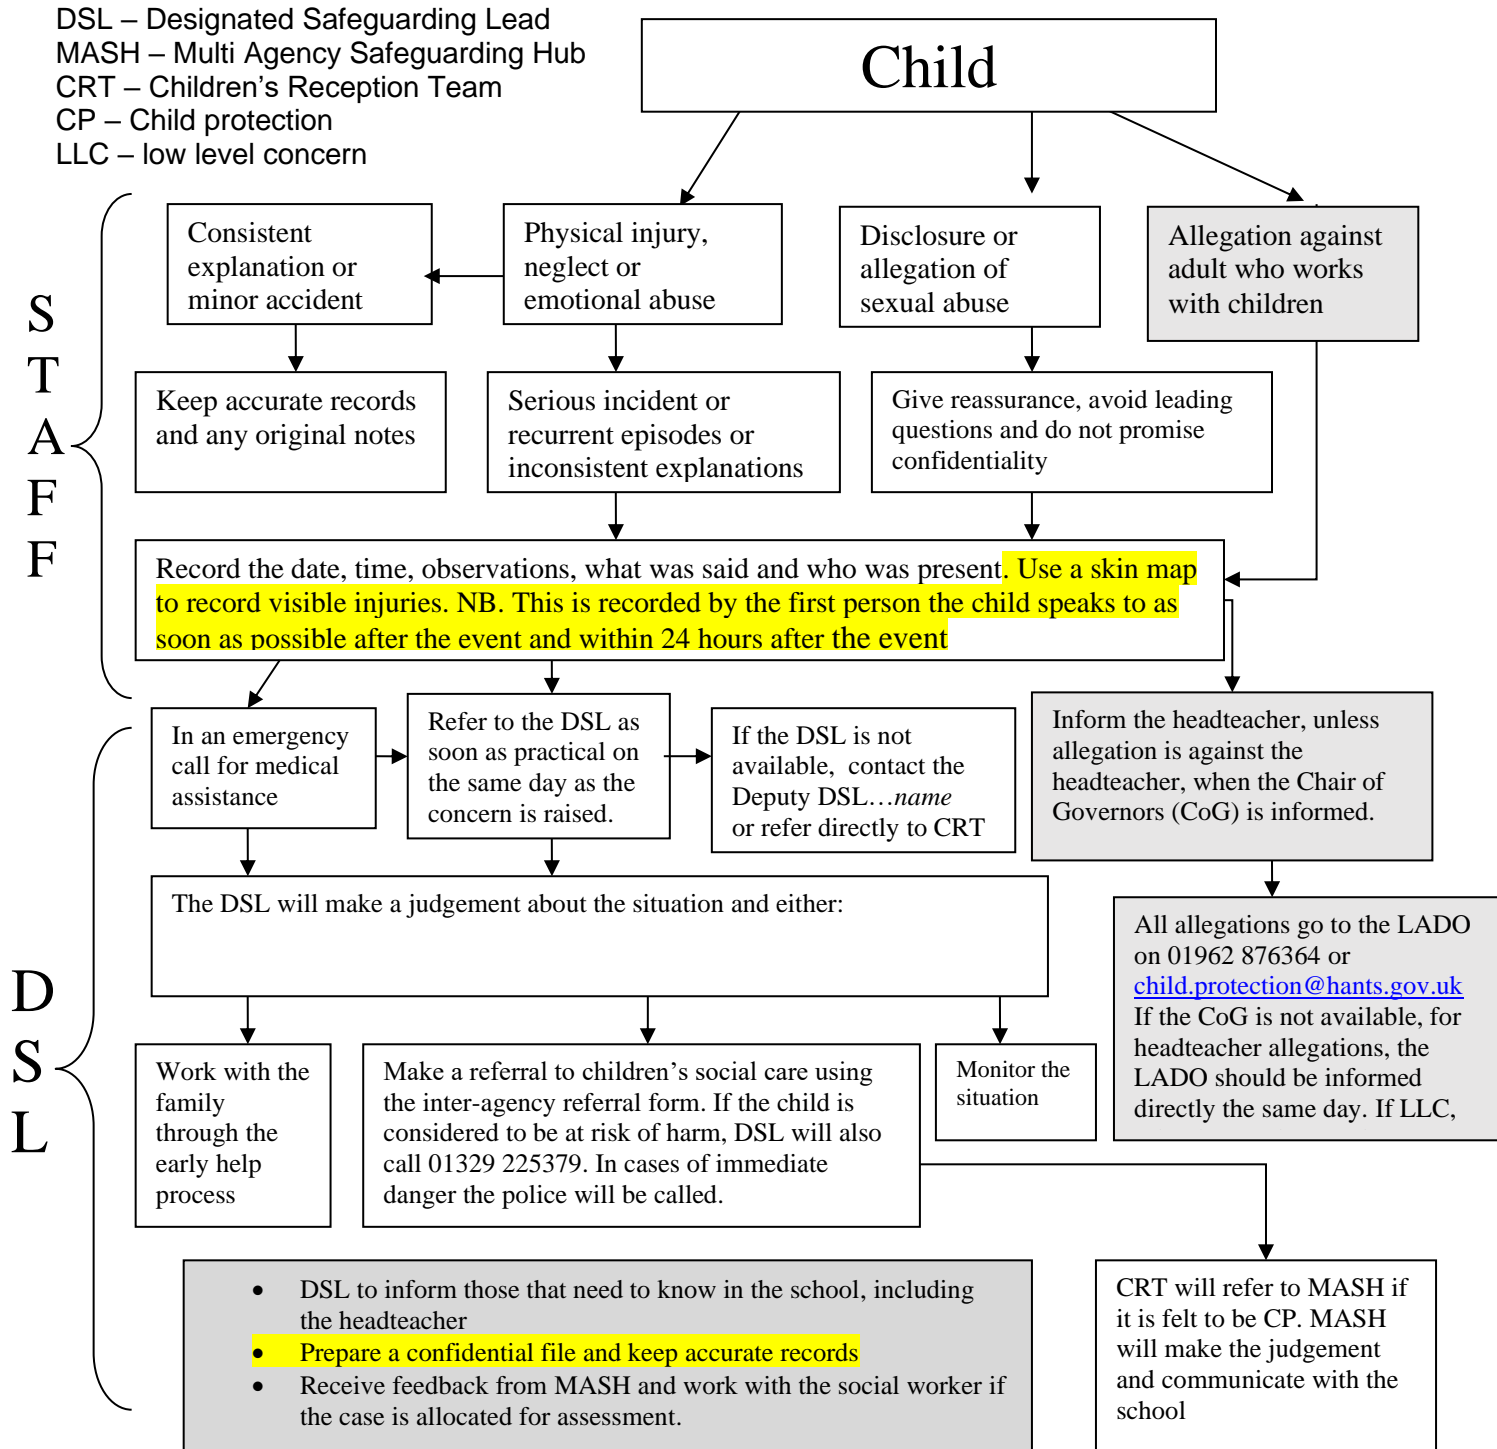 DSL – Designated Safeguarding Lead
MASH – Multi Agency Safeguarding Hub
CRT – Children's Reception Team
CP – Child protection
LLC – low level concern
Child
S
T
A
F
F
Consistent
explanation or
minor accident
Physical injury,
neglect or
emotional abuse
Disclosure or
allegation of
sexual abuse
Allegation against
adult who works
with children
Keep accurate records
and any original notes
Serious incident or
recurrent episodes or
inconsistent explanations
Give reassurance, avoid leading
questions and do not promise
confidentiality
Record the date, time, observations, what was said and who was present. Use a skin map
to record visible injuries. NB. This is recorded by the first person the child speaks to as
soon as possible after the event and within 24 hours after the event
D
S
L
In an emergency
call for medical
assistance
Refer to the DSL as
soon as practical on
the same day as the
concern is raised.
If the DSL is not
available, contact the
Deputy DSL…name
or refer directly to CRT
Inform the headteacher, unless
allegation is against the
headteacher, when the Chair of
Governors (CoG) is informed.
The DSL will make a judgement about the situation and either:
All allegations go to the LADO
on 01962 876364 or
child.protection@hants.gov.uk
If the CoG is not available, for
headteacher allegations, the
LADO should be informed
directly the same day. If LLC,
Work with the
family
through the
early help
process
Make a referral to children's social care using
the inter-agency referral form. If the child is
considered to be at risk of harm, DSL will also
call 01329 225379. In cases of immediate
danger the police will be called.
Monitor the
situation
• DSL to inform those that need to know in the school, including
the headteacher
• Prepare a confidential file and keep accurate records
• Receive feedback from MASH and work with the social worker if
the case is allocated for assessment.
CRT will refer to MASH if
it is felt to be CP. MASH
will make the judgement
and communicate with the
school